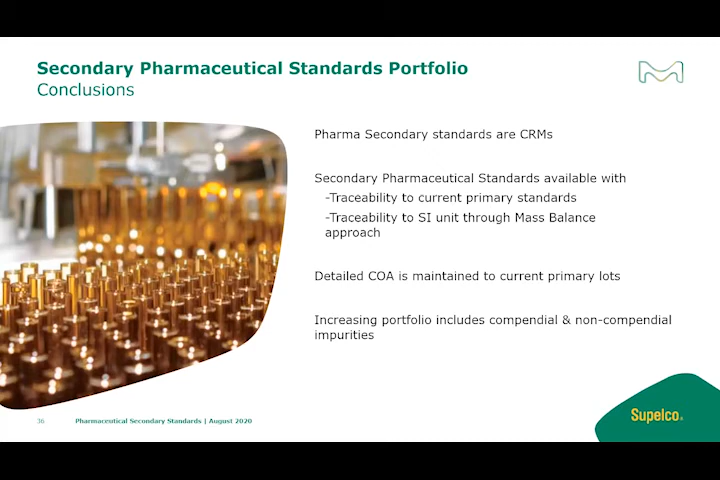 Secondary Pharmaceutical Standards Portfolio
Conclusions
Pharma Secondary standards are CRMs
Secondary Pharmaceutical Standards available with
-Traceability to current primary standards
-Traceability to SI unit through Mass Balance
approach
Detailed COA is maintained to current primary lots
Increasing portfolio includes compendial & non-compendial
impurities
36 Pharmaceutical Secondary Standards | August 2020
Supelco®